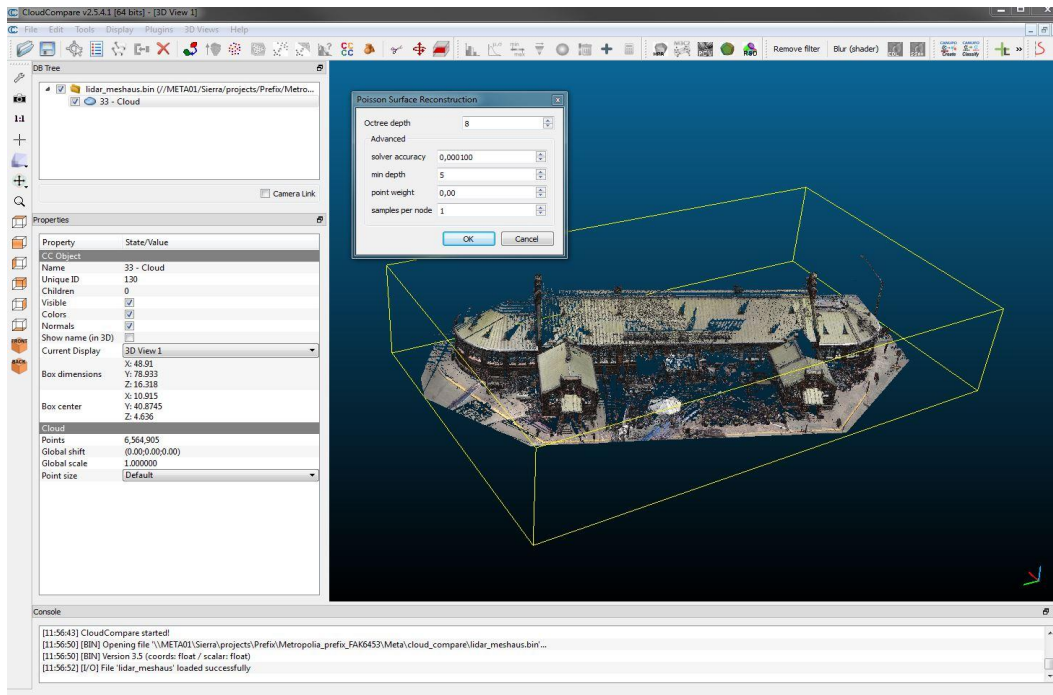 CloudCompare v2.5.4.1 [64 bits] - [3D View 1]
File Edit Tools Display Plugins 3D Views Help
Remove filter Blur (shader)
DB Tree
lidar_meshaus.bin (//META01/Sierra/projects/Prefix/Metro...
33 - Cloud
Camera Link
Properties
Property State/Value
CC Object
Name 33 - Cloud
Unique ID 130
Children 0
Visible
Colors
Normals
Show name (in 3D)
Current Display 3D View 1
Box dimensions X: 48.91
Y: 78.933
Z: 16.318
Box center X: 10.915
Y: 40.8745
Z: 4.636
Cloud
Points 6,564,905
Global shift (0.00;0.00;0.00)
Global scale 1.000000
Point size Default
1:1
FRONT
BACK
Poisson Surface Reconstruction
Octree depth 8
Advanced
solver accuracy 0,000100
min depth 5
point weight 0,00
samples per node 1
OK Cancel
Console
[11:56:43] CloudCompare started!
[11:56:50] [BIN] Opening file '\\META01\Sierra\projects\Prefix\Metropolia_prefix_FAK6453\Meta\cloud_compare\lidar_meshaus.bin'...
[11:56:50] [BIN] Version 3.5 (coords: float / scalar: float)
[11:56:52] [I/O] File 'lidar_meshaus' loaded successfully